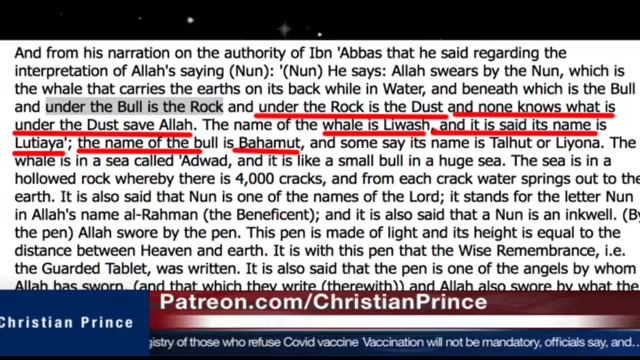 And from his narration on the authority of Ibn 'Abbas that he said regarding the
interpretation of Allah's saying (Nun): '(Nun) He says: Allah swears by the Nun, which is
the whale that carries the earths on its back while in Water, and beneath which is the Bull
and under the Bull is the Rock and under the Rock is the Dust and none knows what is
under the Dust save Allah. The name of the whale is Liwash, and it is said its name is
Lutiaya'; the name of the bull is Bahamut, and some say its name is Talhut or Liyona. The
whale is in a sea called 'Adwad, and it is like a small bull in a huge sea. The sea is in a
hollowed rock whereby there is 4,000 cracks, and from each crack water springs out to the
earth. It is also said that Nun is one of the names of the Lord; it stands for the letter Nun
in Allah's name al-Rahman (the Beneficent); and it is also said that a Nun is an inkwell. (By
the pen) Allah swore by the pen. This pen is made of light and its height is equal to the
distance between Heaven and earth. It is with this pen that the Wise Remembrance, i.e.
the Guarded Tablet, was written. It is also said that the pen is one of the angels by whom
Allah has sworn, (and that which they write (therewith)) and Allah also swore by what the
Patreon.com/ChristianPrince
Christian Prince
gistry of those who refuse Covid vaccine Vaccination will not be mandatory, officials say, and...